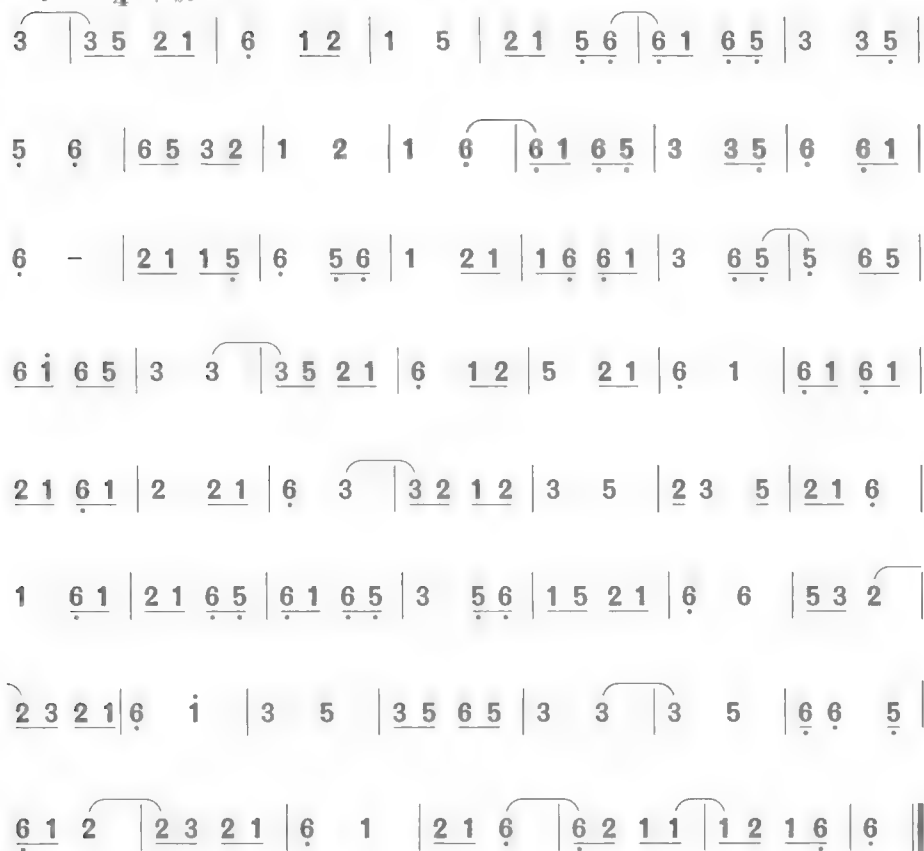 3 | 3 5 2 1 | 6 1 2 | 1 5 | 2 1 5 6 | 6 1 6 5 | 3 3 5 |
5 6 | 6 5 3 2 | 1 2 | 1 6 | 6 1 6 5 | 3 3 5 | 6 6 1 |
6 - | 2 1 1 5 | 6 5 6 | 1 2 1 | 1 6 6 1 | 3 6 5 | 5 6 5 |
6 i 6 5 | 3 3 | 3 5 2 1 | 6 1 2 | 5 2 1 | 6 1 | 6 1 6 1 |
2 1 6 1 | 2 2 1 | 6 3 | 3 2 1 2 | 3 5 | 2 3 5 | 2 1 6 |
1 6 1 | 2 1 6 5 | 6 1 6 5 | 3 5 6 | 1 5 2 1 | 6 6 | 5 3 2 |
2 3 2 1 | 6 i | 3 5 | 3 5 6 5 | 3 3 | 3 5 | 6 6 5 |
6 1 2 | 2 3 2 1 | 6 1 | 2 1 6 | 6 2 1 1 | 1 2 1 6 | 6 ‖